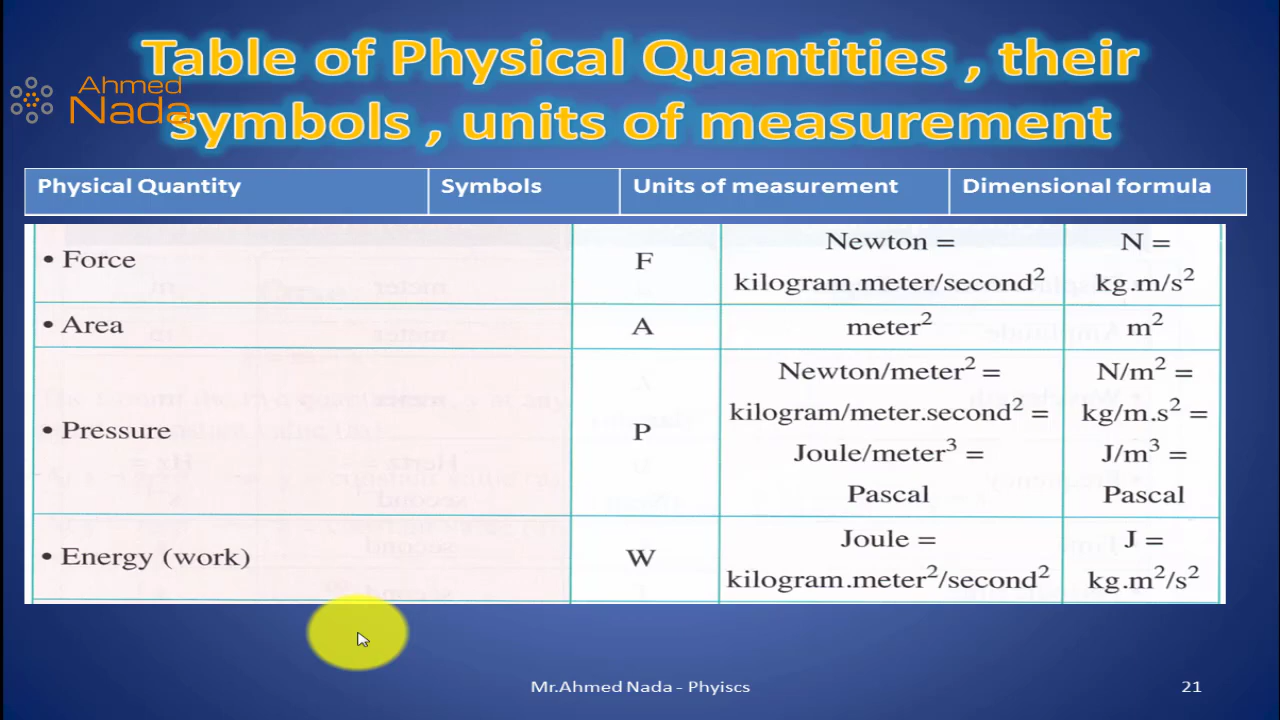 Table of Physical Quantities , their
symbols , units of measurement
Ahmed
Nada
Physical Quantity Symbols Units of measurement Dimensional formula
• Force F Newton = N =
kilogram.meter/second² kg.m/s²
• Area A meter² m²
Newton/meter² = N/m² =
kilogram/meter.second² = kg/m.s² =
• Pressure P
Joule/meter³ = J/m³ =
Pascal Pascal
• Energy (work) W Joule = J =
kilogram.meter²/second² kg.m²/s²
Mr.Ahmed Nada - Phyiscs 21